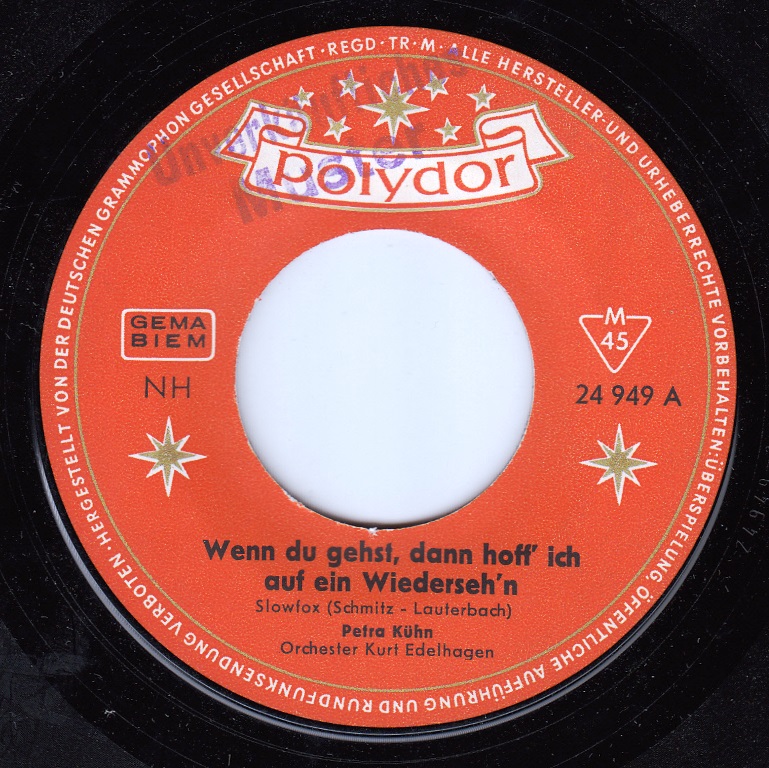 HERGESTELLT VON DER DEUTSCHEN GRAMMOPHON GESELLSCHAFT · REGD · TR · M · ALLE HERSTELLER- UND URHEBERRECHTE VORBEHALTEN: ÜBERSPIELUNG, ÖFFENTLICHE AUFFÜHRUNG UND RUNDFUNKSENDUNG VERBOTEN ·
Unverkäufliches
Muster
polydor
GEMA
BIEM
NH
M
45
24 949 A
Wenn du gehst, dann hoff' ich
auf ein Wiederseh'n
Slowfox (Schmitz - Lauterbach)
Petra Kühn
Orchester Kurt Edelhagen